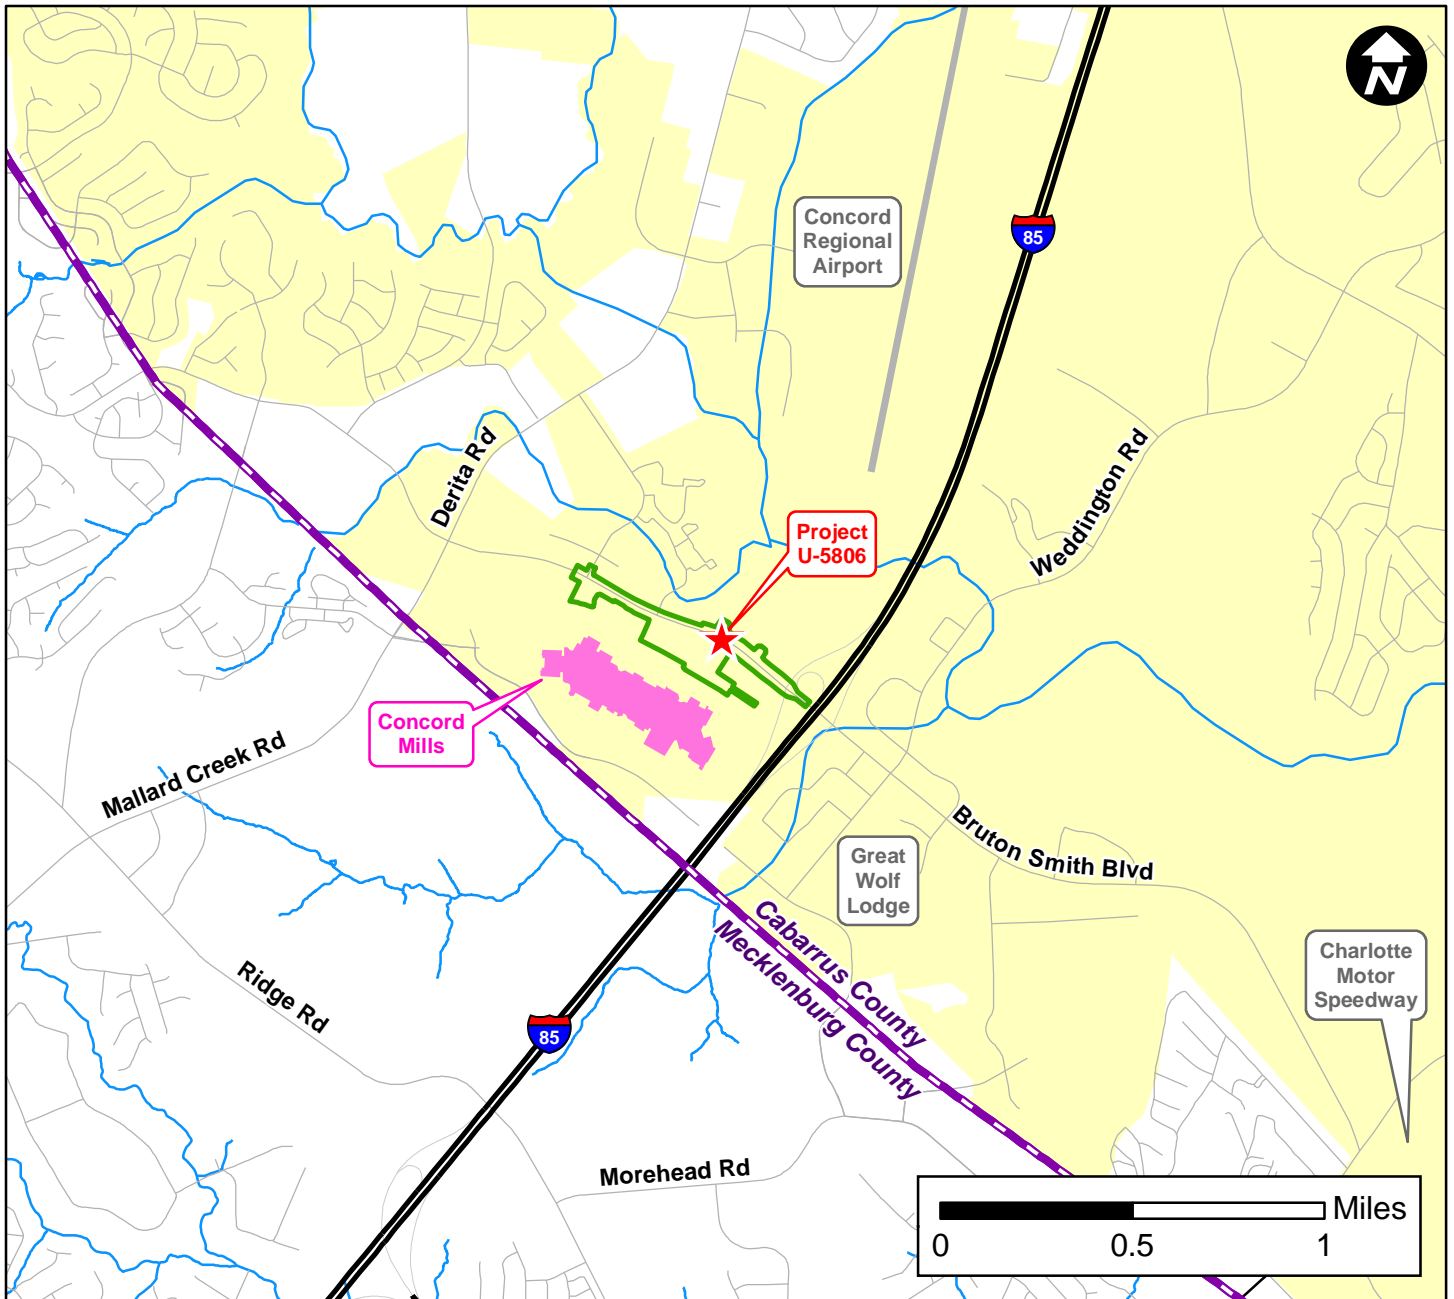 N
Concord
Regional
Airport
85
Derita Rd
Weddington Rd
Project
U-5806
Concord
Mills
Mallard Creek Rd
Bruton Smith Blvd
Great
Wolf
Lodge
Cabarrus County
Mecklenburg County
Charlotte
Motor
Speedway
Ridge Rd
85
Morehead Rd
Miles
0 0.5 1